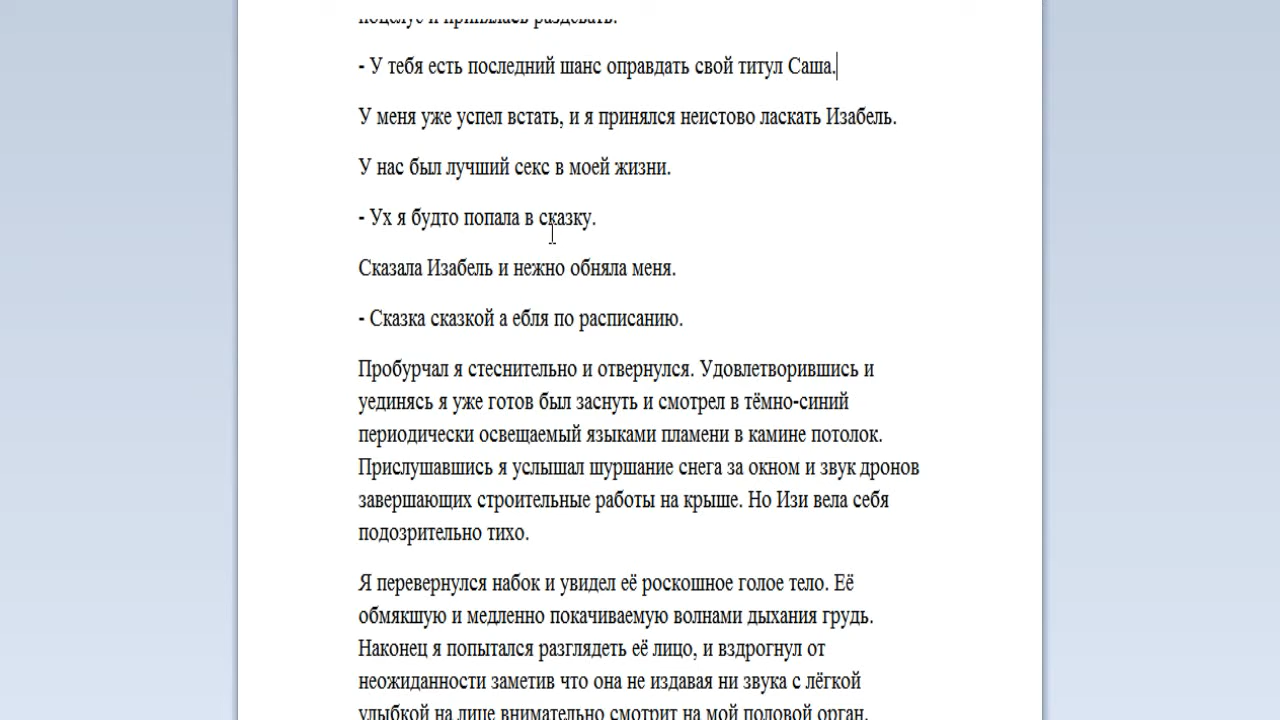 поцелуе и принялась раздевать.
- У тебя есть последний шанс оправдать свой титул Саша.
У меня уже успел встать, и я принялся неистово ласкать Изабель.
У нас был лучший секс в моей жизни.
- Ух я будто попала в сказку.
Сказала Изабель и нежно обняла меня.
- Сказка сказкой а ебля по расписанию.
Пробурчал я стеснительно и отвернулся. Удовлетворившись и
уединясь я уже готов был заснуть и смотрел в тёмно-синий
периодически освещаемый языками пламени в камине потолок.
Прислушавшись я услышал шуршание снега за окном и звук дронов
завершающих строительные работы на крыше. Но Изи вела себя
подозрительно тихо.
Я перевернулся набок и увидел её роскошное голое тело. Её
обмякшую и медленно покачиваемую волнами дыхания грудь.
Наконец я попытался разглядеть её лицо, и вздрогнул от
неожиданности заметив что она не издавая ни звука с лёгкой
улыбкой на лице внимательно смотрит на мой половой орган.